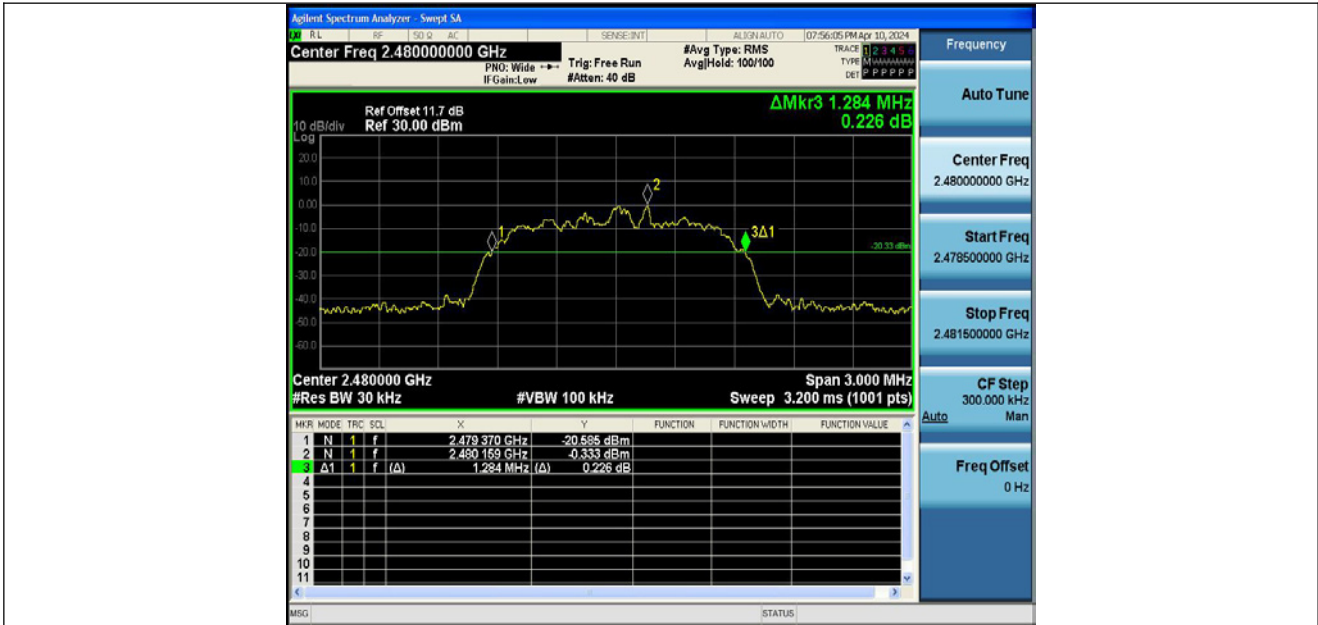 Agilent Spectrum Analyzer - Swept SA
RL RF 50 Ω AC SENSE:INT ALIGNAUTO 07:56:05 PM Apr 10, 2024
Center Freq 2.480000000 GHz
#Avg Type: RMS
TRACE 1 2 3 4 5 6
PNO: Wide
Trig: Free Run
Avg|Hold: 100/100
TYPE M WWWWW
IFGain:Low
#Atten: 40 dB
DET P P P P P P
Frequency
ΔMkr3 1.284 MHz
0.226 dB
Ref Offset 11.7 dB
10 dB/div Ref 30.00 dBm
Log
20.0
10.0
0.00
-10.0
-20.0
-30.0
-40.0
-50.0
-60.0
1
2
3Δ1
-20.33 dBm
Center 2.480000 GHz Span 3.000 MHz
#Res BW 30 kHz #VBW 100 kHz Sweep 3.200 ms (1001 pts)
MKR MODE TRC SCL X Y FUNCTION FUNCTION WIDTH FUNCTION VALUE
1 N 1 f 2.479 370 GHz -20.585 dBm
2 N 1 f 2.480 159 GHz -0.333 dBm
3 Δ1 1 f (Δ) 1.284 MHz (Δ) 0.226 dB
4
5
6
7
8
9
10
11
MSG STATUS
Auto Tune
Center Freq
2.480000000 GHz
Start Freq
2.478500000 GHz
Stop Freq
2.481500000 GHz
CF Step
300.000 kHz
Auto Man
Freq Offset
0 Hz